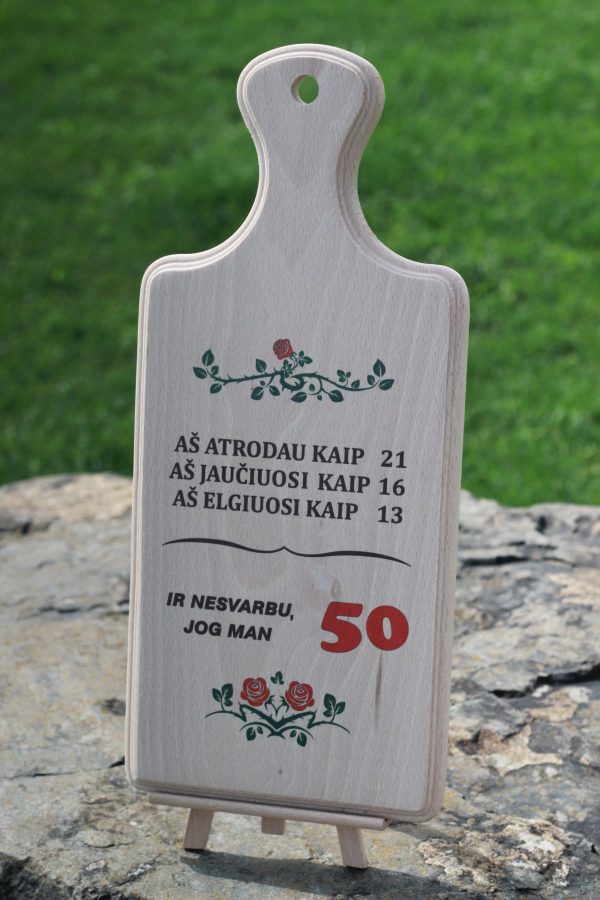 AŠ ATRODAU KAIP 21
AŠ JAUČIUOSI KAIP 16
AŠ ELGIUOSI KAIP 13
IR NESVARBU,
JOG MAN 50